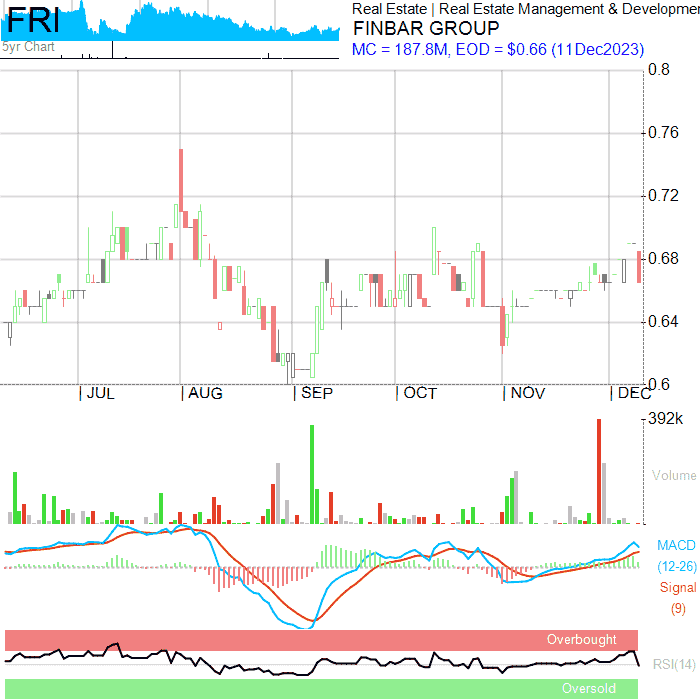 FRI
Real Estate | Real Estate Management & Developmen
FINBAR GROUP
5yr Chart
MC = 187.8M, EOD = $0.66 (11Dec2023)
0.8
0.76
0.72
0.68
0.64
0.6
JUL AUG SEP OCT NOV DEC
392k
Volume
MACD
(12-26)
Signal
(9)
Overbought
RSI(14)
Oversold